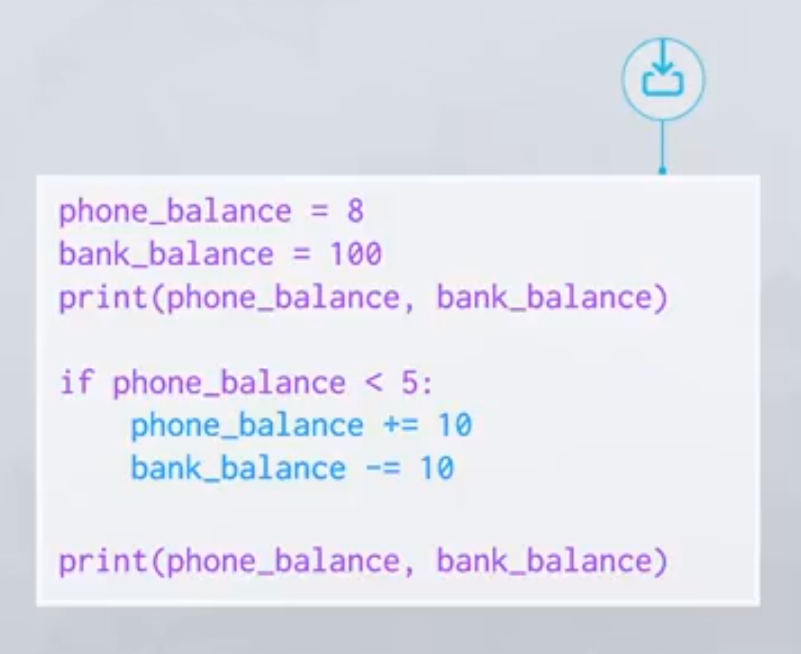 phone_balance = 8
bank_balance = 100
print(phone_balance, bank_balance)
if phone_balance < 5:
    phone_balance += 10
    bank_balance -= 10
print(phone_balance, bank_balance)